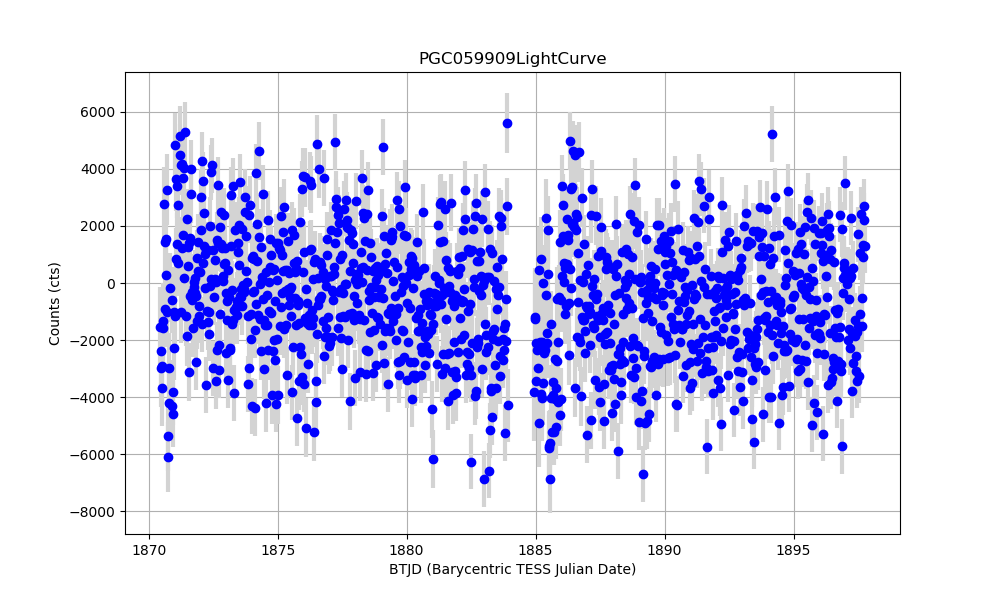 PGC059909LightCurve
6000
4000
2000
0
−2000
−4000
−6000
−8000
Counts (cts)
1870 1875 1880 1885 1890 1895
BTJD (Barycentric TESS Julian Date)